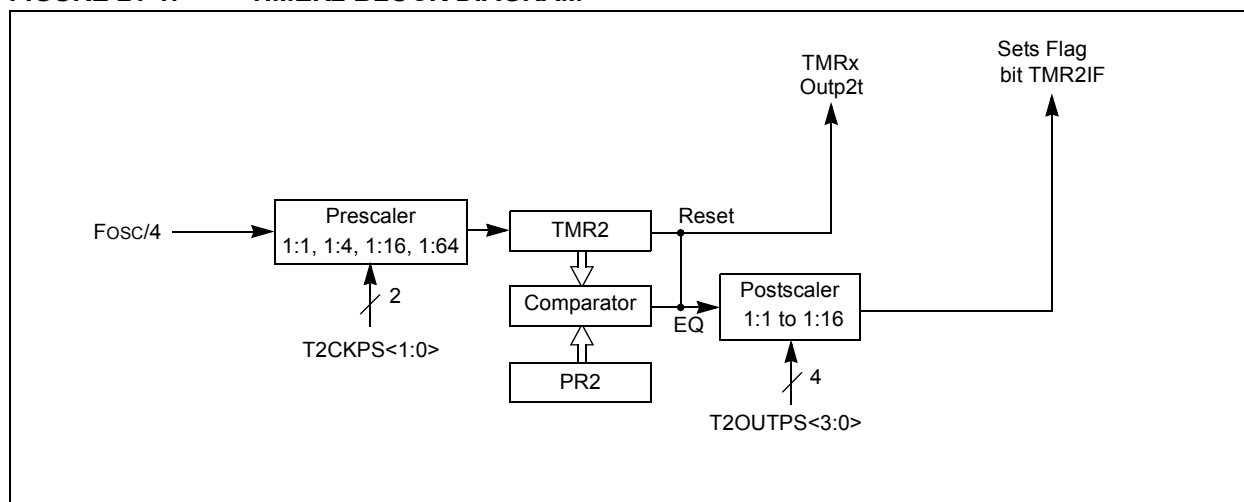 TMRx
Outp2t
Sets Flag
bit TMR2IF
FOSC/4
Prescaler
1:1, 1:4, 1:16, 1:64
2
T2CKPS<1:0>
TMR2
Reset
Comparator
EQ
PR2
Postscaler
1:1 to 1:16
4
T2OUTPS<3:0>